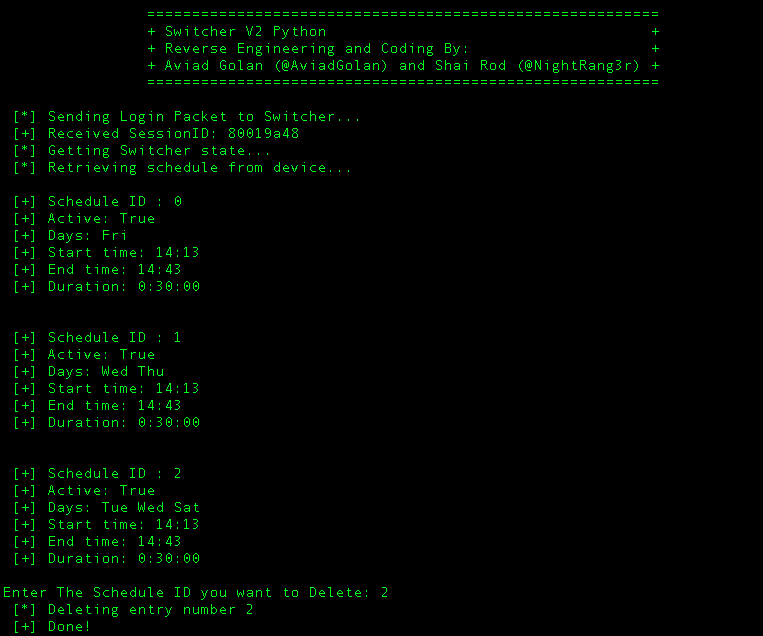 =========================================================
+ Switcher V2 Python +
+ Reverse Engineering and Coding By: +
+ Aviad Golan (@AviadGolan) and Shai Rod (@NightRang3r) +
=========================================================
[*] Sending Login Packet to Switcher...
[+] Received SessionID: 80019a48
[*] Getting Switcher state...
[*] Retrieving schedule from device...
[+] Schedule ID : 0
[+] Active: True
[+] Days: Fri
[+] Start time: 14:13
[+] End time: 14:43
[+] Duration: 0:30:00
[+] Schedule ID : 1
[+] Active: True
[+] Days: Wed Thu
[+] Start time: 14:13
[+] End time: 14:43
[+] Duration: 0:30:00
[+] Schedule ID : 2
[+] Active: True
[+] Days: Tue Wed Sat
[+] Start time: 14:13
[+] End time: 14:43
[+] Duration: 0:30:00
Enter The Schedule ID you want to Delete: 2
[*] Deleting entry number 2
[+] Done!